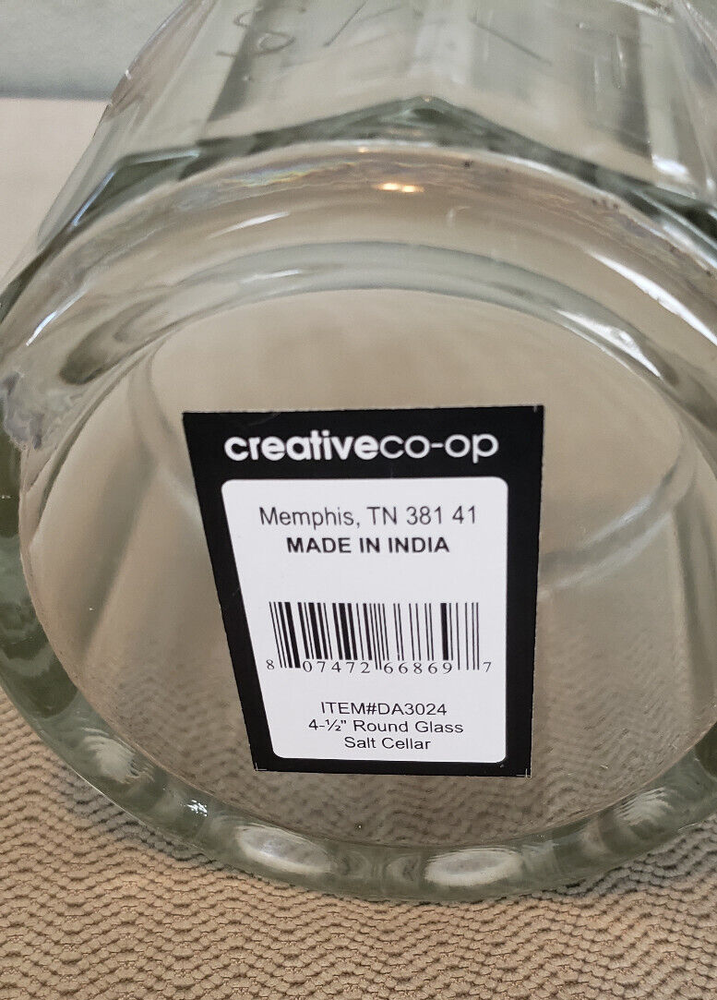 creativeco-op
Memphis, TN 381 41
MADE IN INDIA
8 07472 66869 7
ITEM#DA3024
4-½" Round Glass
Salt Cellar